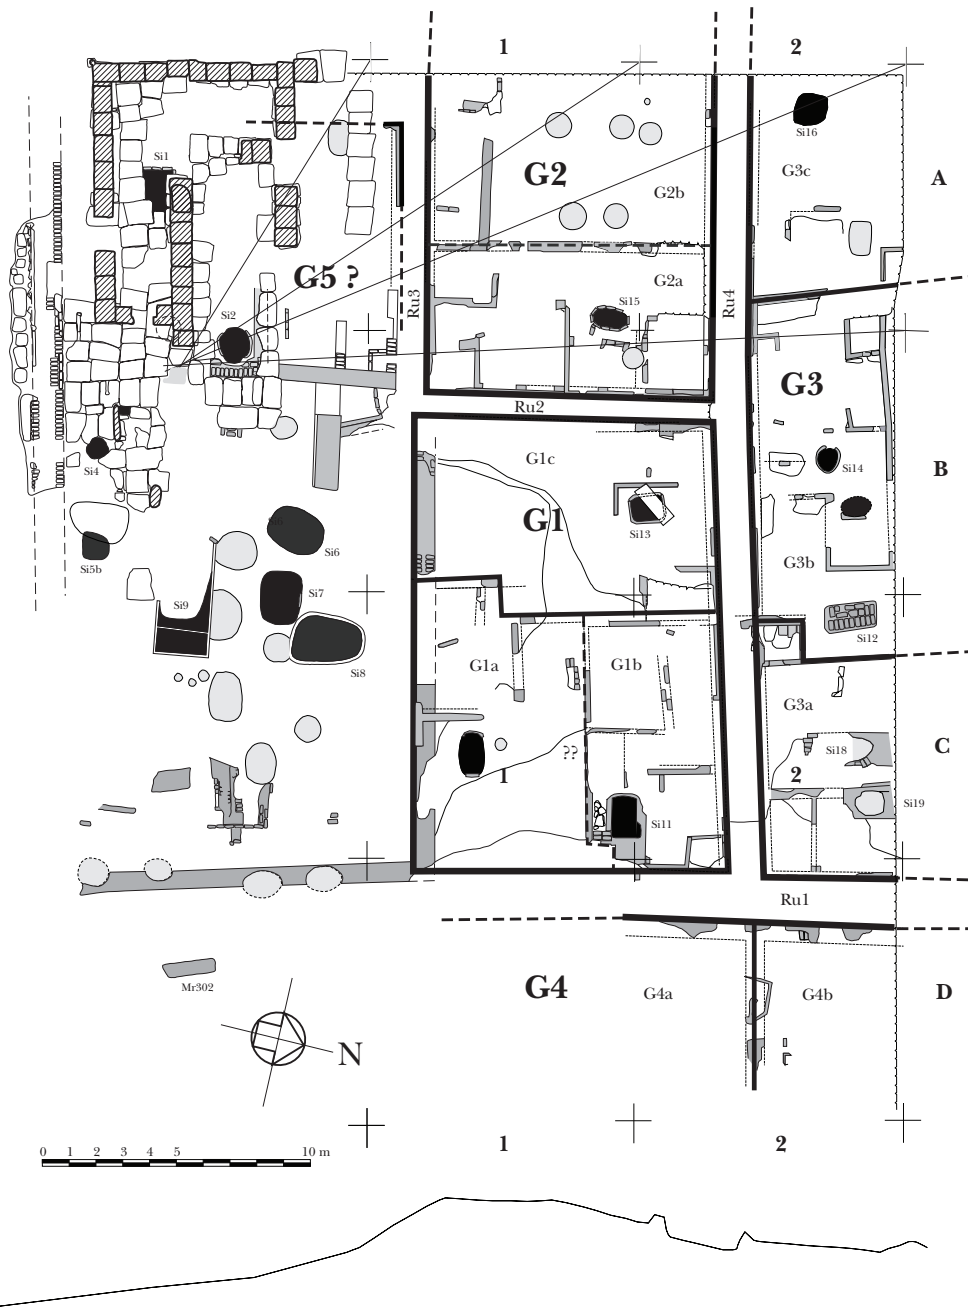 1
2
Si16
A
Si1
G2
G3c
G2b
G5 ?
G2a
Ru3
Ru4
Si15
Si2
G3
Ru2
G1c
Si4
Si14
B
G1
Si6
Si6
Si13
Si5b
G3b
Si7
Si9
Si12
Si8
G1a
G1b
G3a
??
Si18
C
1
2
Si19
Si11
Ru1
G4
G4a
G4b
D
Mr302
N
0 1 2 3 4 5 10 m
1
2